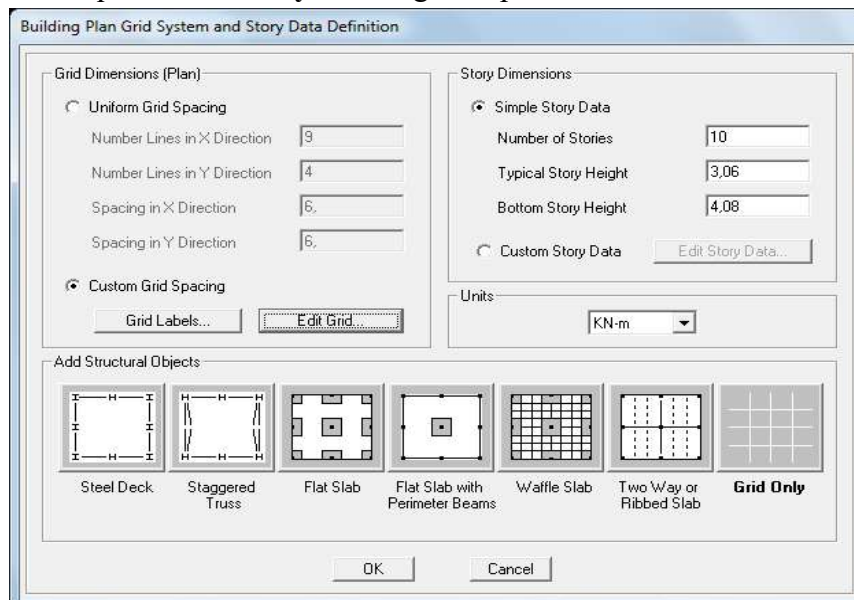 Building Plan Grid System and Story Data Definition
Grid Dimensions (Plan)
Uniform Grid Spacing
Number Lines in X Direction 9
Number Lines in Y Direction 4
Spacing in X Direction 6,
Spacing in Y Direction 6,
Custom Grid Spacing
Grid Labels... Edit Grid...
Story Dimensions
Simple Story Data
Number of Stories 10
Typical Story Height 3,06
Bottom Story Height 4,08
Custom Story Data Edit Story Data...
Units
KN-m
Add Structural Objects
Steel Deck
Staggered
Truss
Flat Slab
Flat Slab with
Perimeter Beams
Waffle Slab
Two Way or
Ribbed Slab
Grid Only
OK Cancel